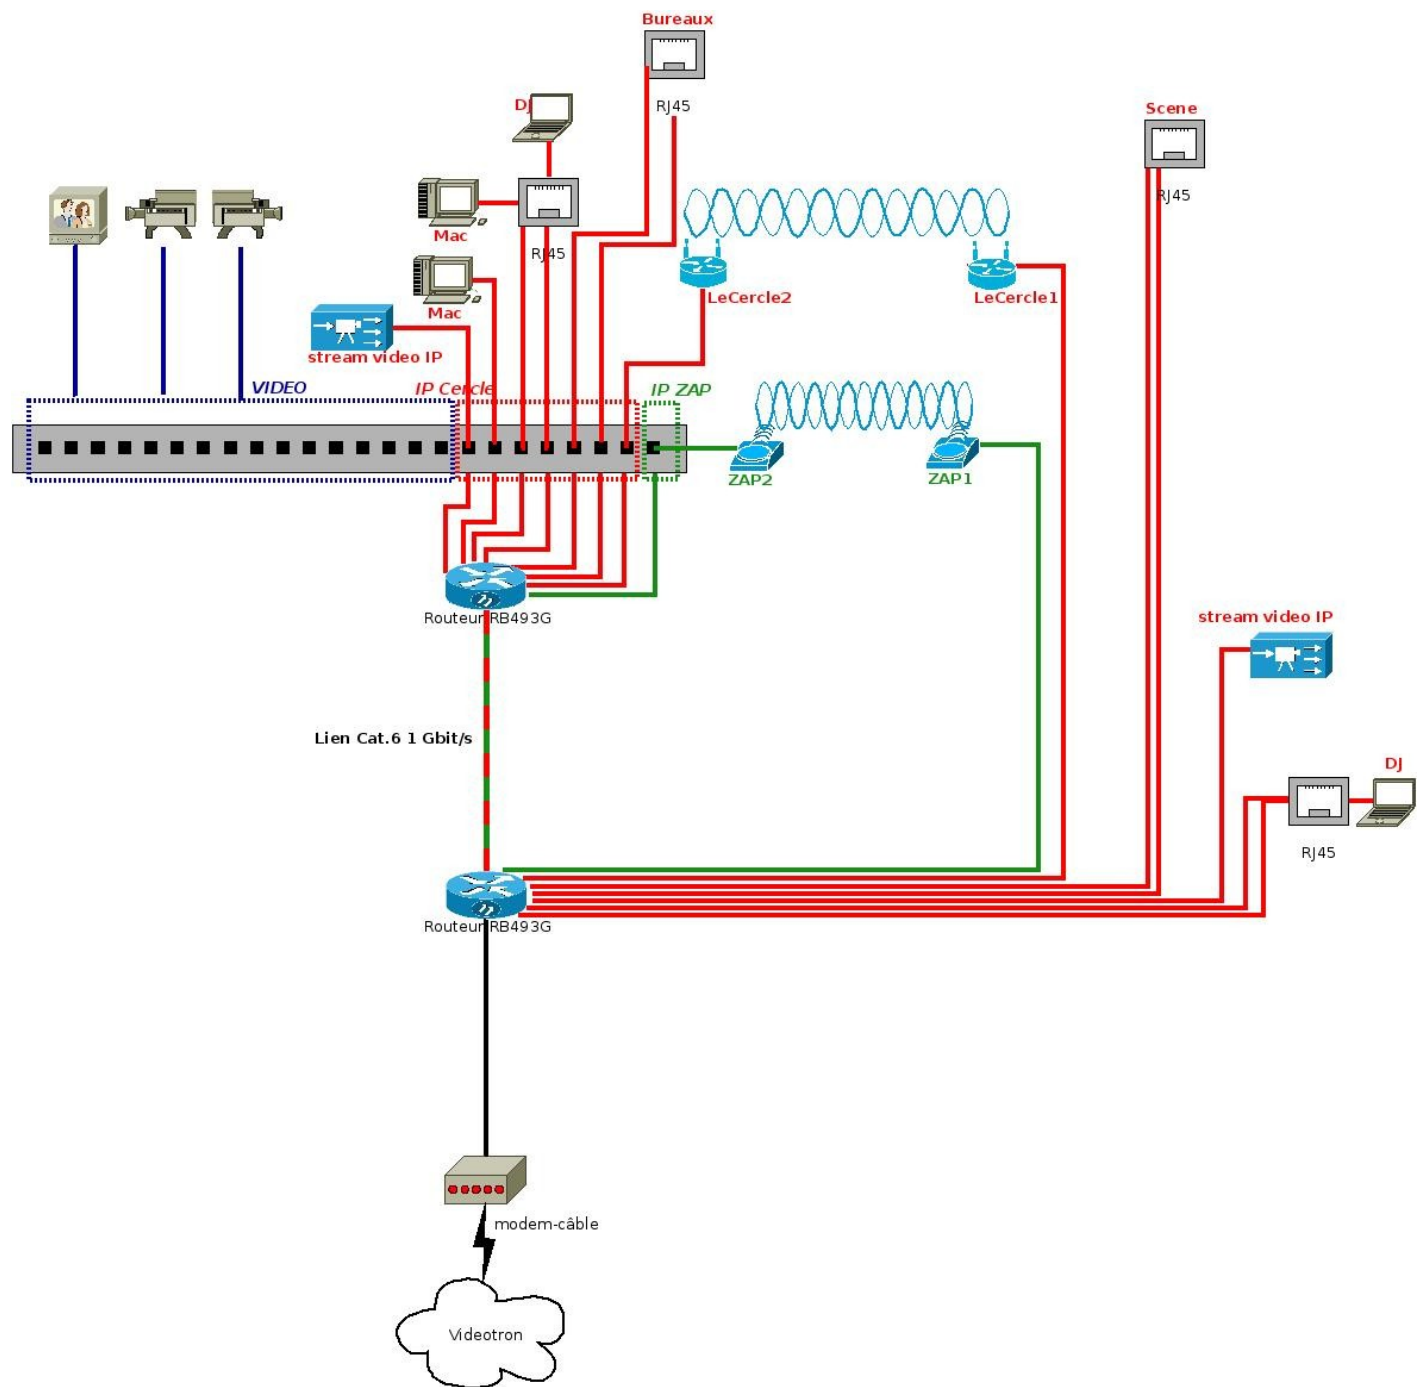 Bureaux
RJ45
DJ
Scene
RJ45
Mac
RJ45
Mac
LeCercle2
LeCercle1
stream video IP
VIDEO
IP Cercle
IP ZAP
ZAP2
ZAP1
Routeur RB493G
stream video IP
Lien Cat.6 1 Gbit/s
DJ
RJ45
Routeur RB493G
modem-câble
Videotron